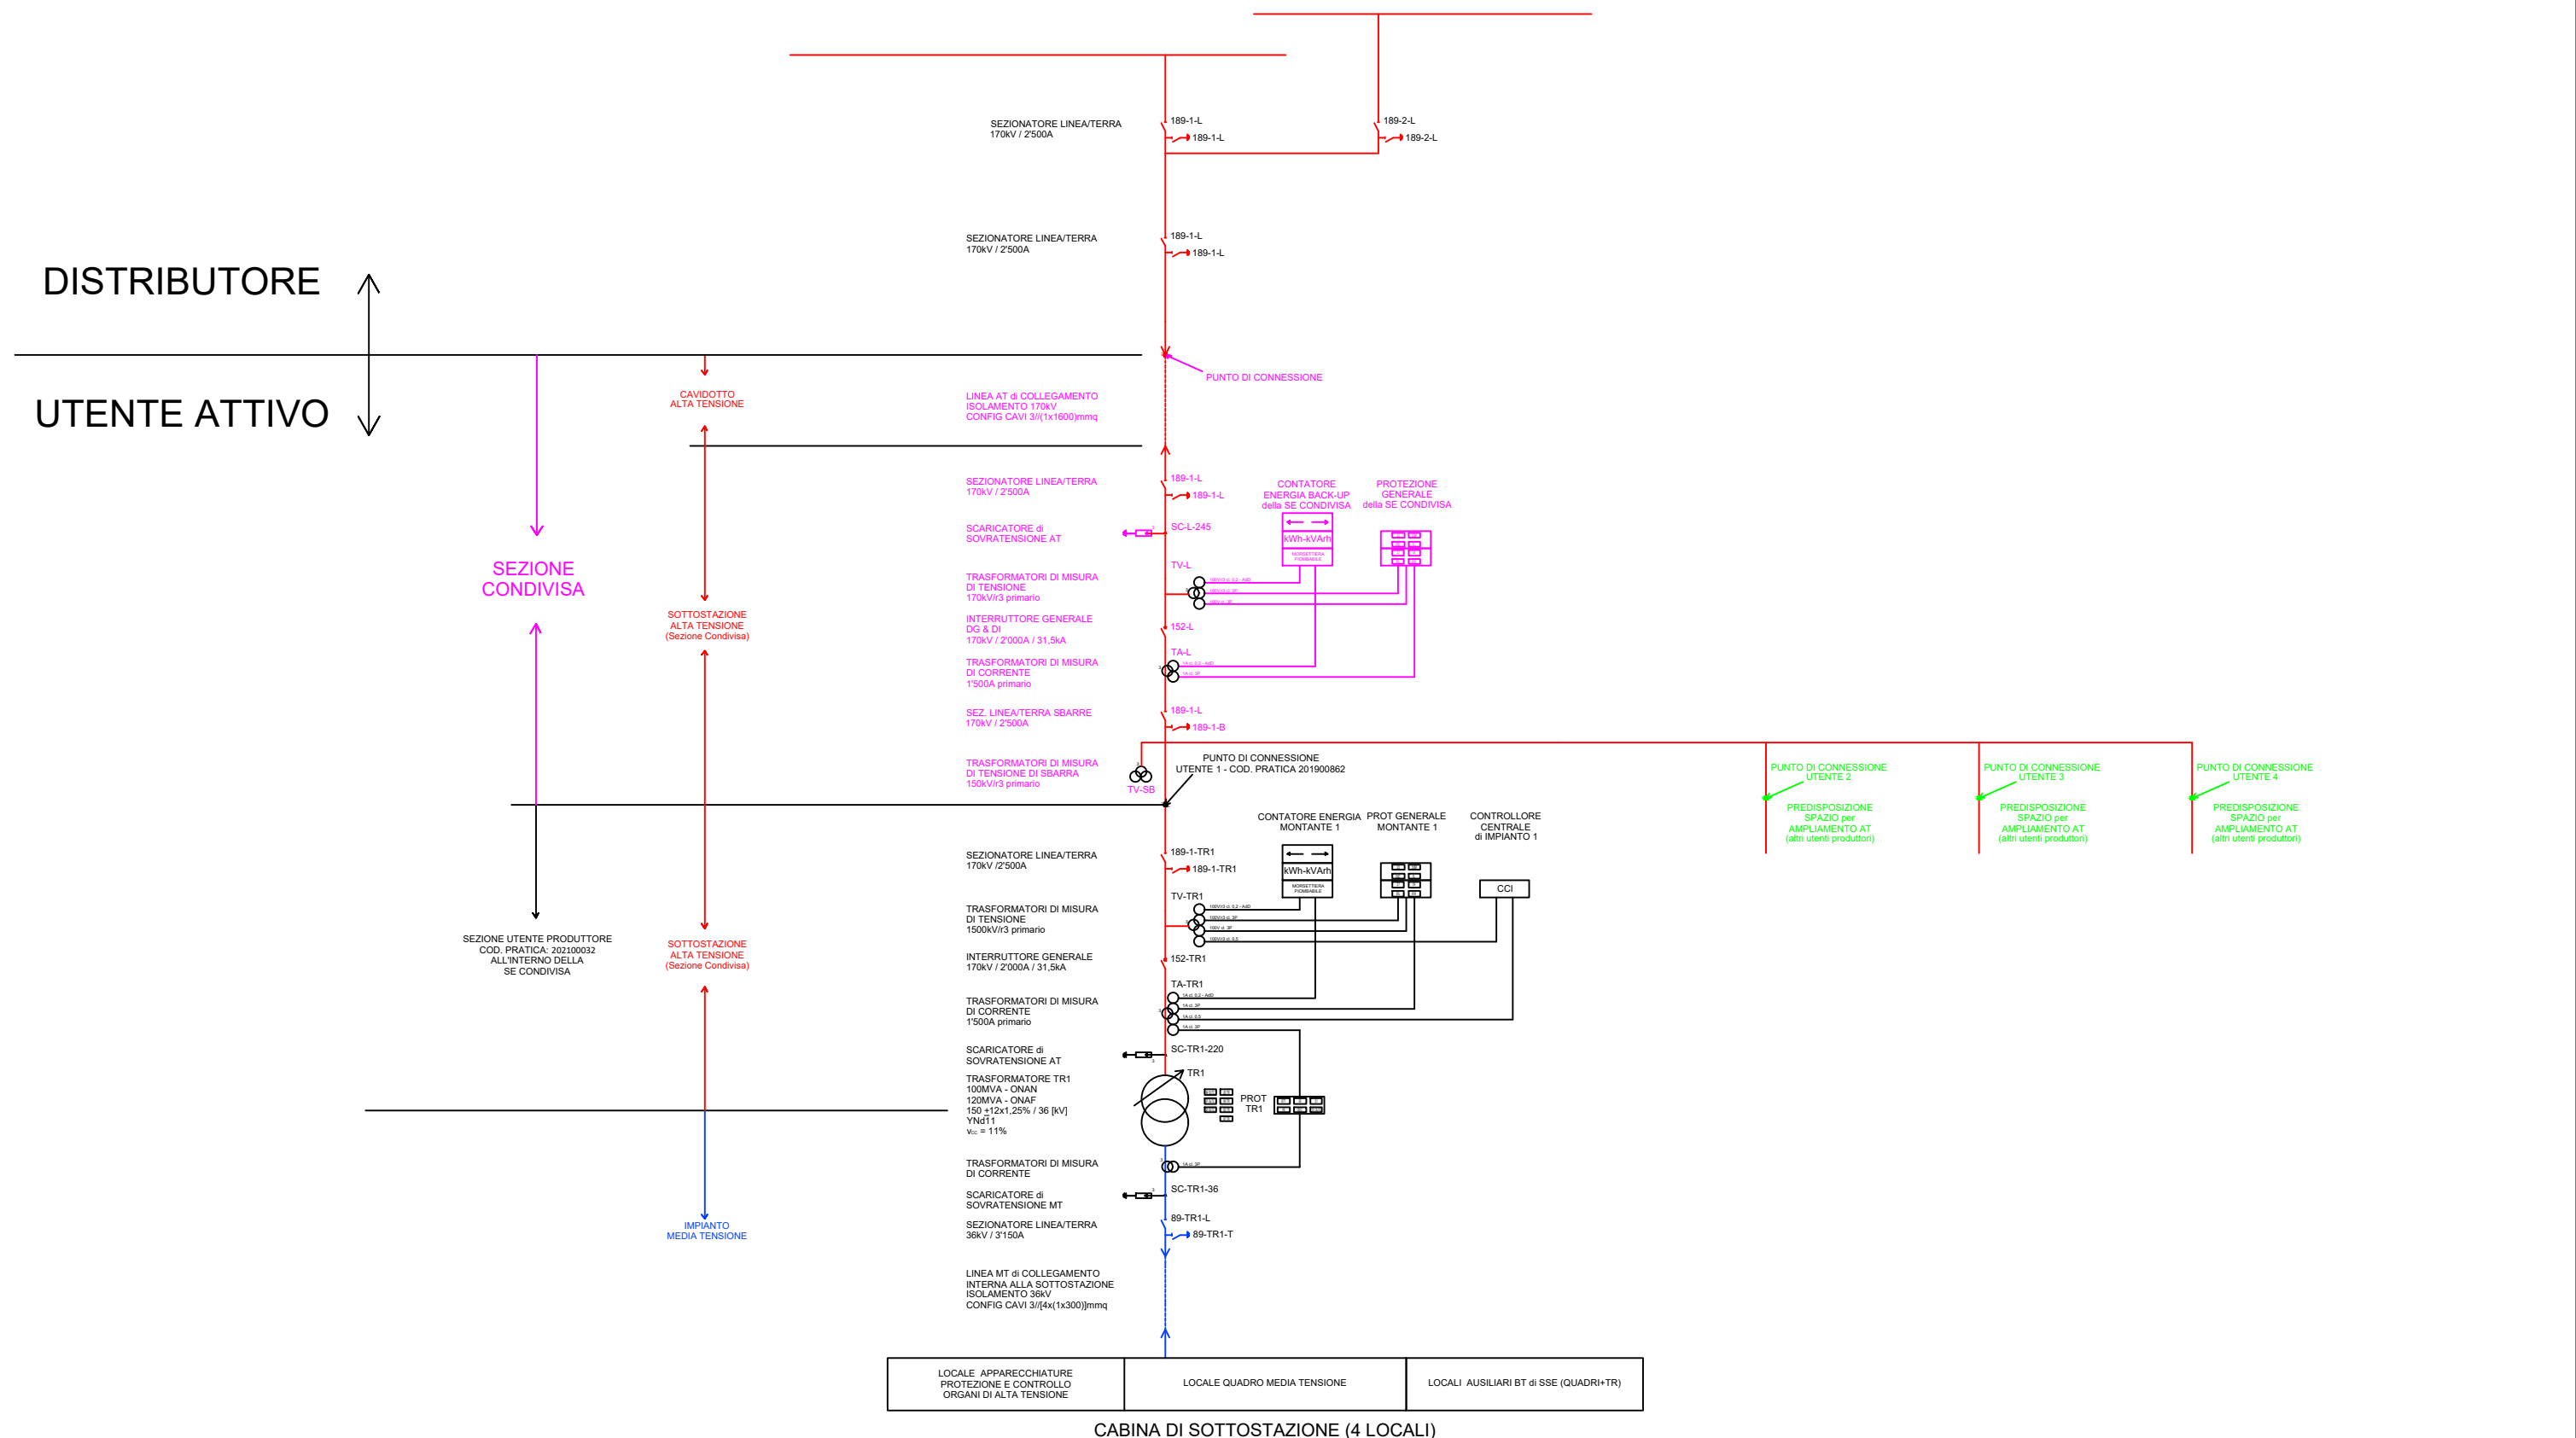 189-1-L
189-2-L
SEZIONATORE LINEA/TERRA
170kV / 2'500A
189-1-L
189-2-L
SEZIONATORE LINEA/TERRA
170kV / 2'500A
189-1-L
189-1-L
DISTRIBUTORE
UTENTE ATTIVO
PUNTO DI CONNESSIONE
CAVIDOTTO
ALTA TENSIONE
LINEA AT di COLLEGAMENTO
ISOLAMENTO 170kV
CONFIG CAVI 3//(1x1600)mmq
SEZIONATORE LINEA/TERRA
170kV / 2'500A
189-1-L
189-1-L
CONTATORE
ENERGIA BACK-UP
della SE CONDIVISA
PROTEZIONE
GENERALE
della SE CONDIVISA
SCARICATORE di
SOVRATENSIONE AT
SC-L-245
kWh-kVArh
MORSETTIERA
PIOMBABILE
SEZIONE
CONDIVISA
TRASFORMATORI DI MISURA
DI TENSIONE
170kV/r3 primario
TV-L
SOTTOSTAZIONE
ALTA TENSIONE
(Sezione Condivisa)
INTERRUTTORE GENERALE
DG & DI
170kV / 2'000A / 31,5kA
152-L
TRASFORMATORI DI MISURA
DI CORRENTE
1'500A primario
TA-L
SEZ. LINEA/TERRA SBARRE
170kV / 2'500A
189-1-L
189-1-B
TRASFORMATORI DI MISURA
DI TENSIONE DI SBARRA
150kV/r3 primario
TV-SB
PUNTO DI CONNESSIONE
UTENTE 1 - COD. PRATICA 201900862
PUNTO DI CONNESSIONE
UTENTE 2
PREDISPOSIZIONE
SPAZIO per
AMPLIAMENTO AT
(altri utenti produttori)
PUNTO DI CONNESSIONE
UTENTE 3
PREDISPOSIZIONE
SPAZIO per
AMPLIAMENTO AT
(altri utenti produttori)
PUNTO DI CONNESSIONE
UTENTE 4
PREDISPOSIZIONE
SPAZIO per
AMPLIAMENTO AT
(altri utenti produttori)
CONTATORE ENERGIA
MONTANTE 1
PROT GENERALE
MONTANTE 1
CONTROLLORE
CENTRALE
di IMPIANTO 1
SEZIONATORE LINEA/TERRA
170kV /2'500A
189-1-TR1
189-1-TR1
kWh-kVArh
MORSETTIERA
PIOMBABILE
CCI
TRASFORMATORI DI MISURA
DI TENSIONE
1500kV/r3 primario
TV-TR1
SEZIONE UTENTE PRODUTTORE
COD. PRATICA: 202100032
ALL'INTERNO DELLA
SE CONDIVISA
SOTTOSTAZIONE
ALTA TENSIONE
(Sezione Condivisa)
INTERRUTTORE GENERALE
170kV / 2'000A / 31,5kA
152-TR1
TRASFORMATORI DI MISURA
DI CORRENTE
1'500A primario
TA-TR1
SCARICATORE di
SOVRATENSIONE AT
SC-TR1-220
TRASFORMATORE TR1
100MVA - ONAN
120MVA - ONAF
150 ±12x1,25% / 36 [kV]
YNd11
vcc = 11%
TR1
PROT
TR1
TRASFORMATORI DI MISURA
DI CORRENTE
SCARICATORE di
SOVRATENSIONE MT
SC-TR1-36
IMPIANTO
MEDIA TENSIONE
SEZIONATORE LINEA/TERRA
36kV / 3'150A
89-TR1-L
89-TR1-T
LINEA MT di COLLEGAMENTO
INTERNA ALLA SOTTOSTAZIONE
ISOLAMENTO 36kV
CONFIG CAVI 3//[4x(1x300)]mmq
LOCALE APPARECCHIATURE
PROTEZIONE E CONTROLLO
ORGANI DI ALTA TENSIONE
LOCALE QUADRO MEDIA TENSIONE
LOCALI AUSILIARI BT di SSE (QUADRI+TR)
CABINA DI SOTTOSTAZIONE (4 LOCALI)